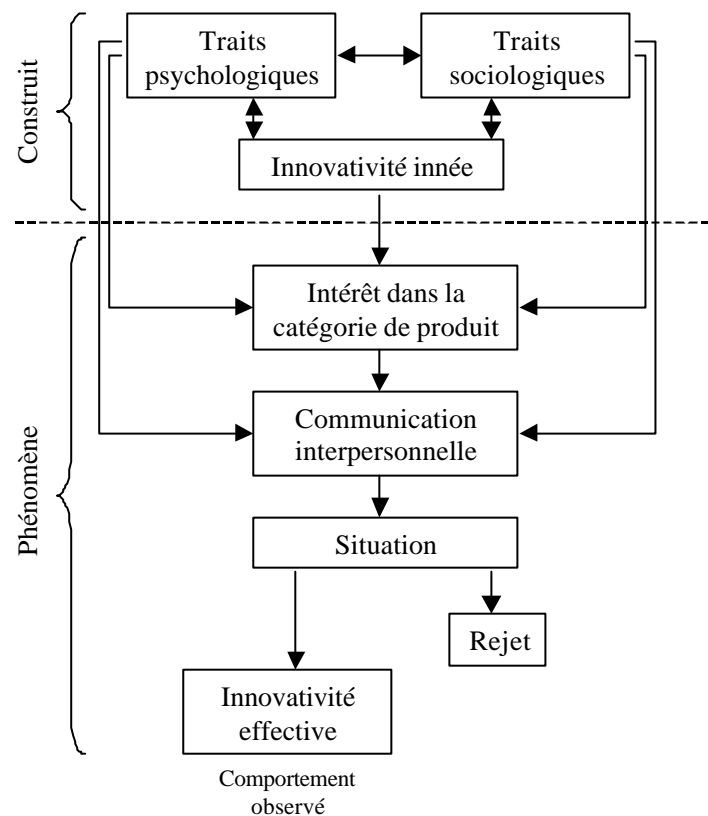 Construit
Traits
psychologiques
Traits
sociologiques
Innovativité innée
Phénomène
Intérêt dans la
catégorie de produit
Communication
interpersonnelle
Situation
Rejet
Innovativité
effective
Comportement
observé